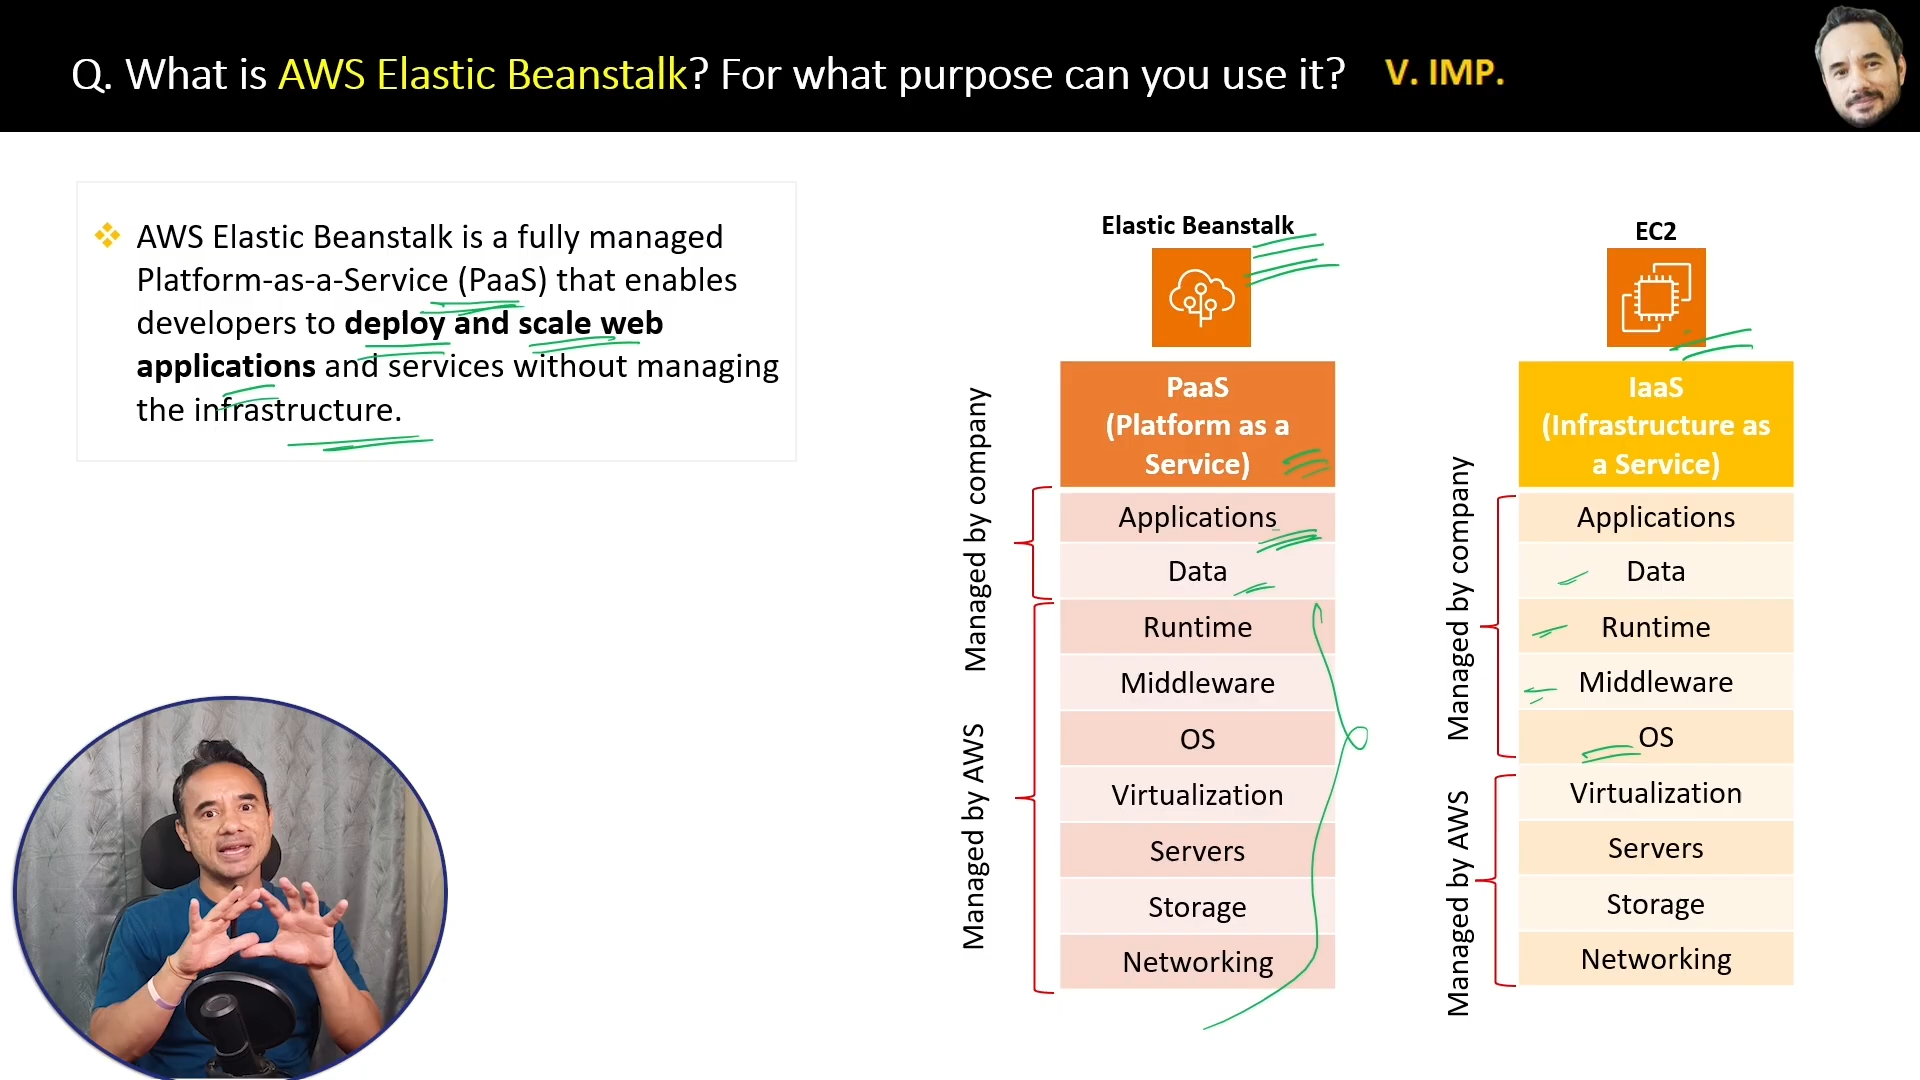 Q. What is AWS Elastic Beanstalk? For what purpose can you use it? V. IMP.
AWS Elastic Beanstalk is a fully managed
Platform-as-a-Service (PaaS) that enables
developers to deploy and scale web
applications and services without managing
the infrastructure.
Elastic Beanstalk
PaaS
(Platform as a
Service)
Managed by company
Applications
Data
Managed by AWS
Runtime
Middleware
OS
Virtualization
Servers
Storage
Networking
EC2
IaaS
(Infrastructure as
a Service)
Managed by company
Applications
Data
Runtime
Middleware
OS
Managed by AWS
Virtualization
Servers
Storage
Networking